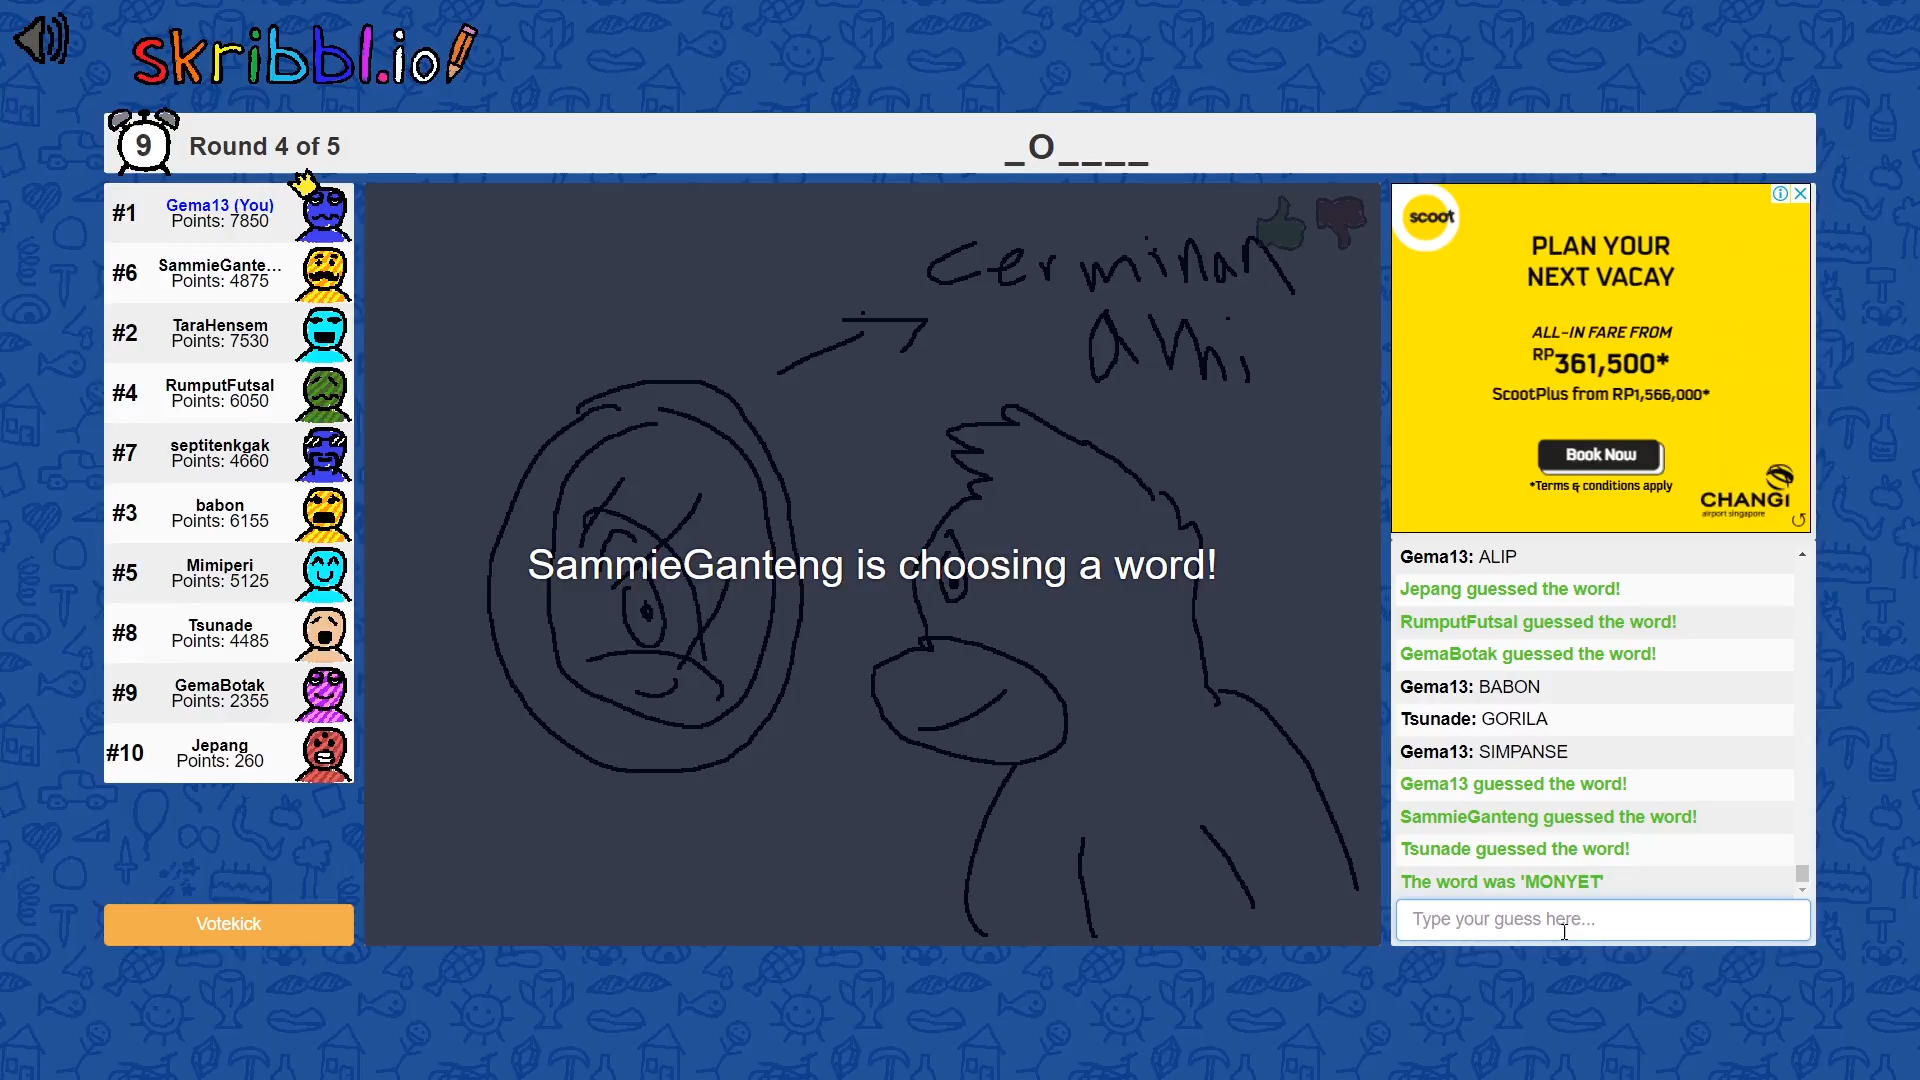 skribbl.io
9
Round 4 of 5
_O____
#1
Gema13 (You)
Points: 7850
#6
SammieGante...
Points: 4875
#2
TaraHensem
Points: 7530
#4
RumputFutsal
Points: 6050
#7
septitenkgak
Points: 4660
#3
babon
Points: 6155
#5
Mimiperi
Points: 5125
#8
Tsunade
Points: 4485
#9
GemaBotak
Points: 2355
#10
Jepang
Points: 260
Votekick
cerminan
SammieGanteng is choosing a word!
scoot
PLAN YOUR
NEXT VACAY
ALL-IN FARE FROM
RP361,500*
ScootPlus from RP1,566,000*
Book Now
*Terms & conditions apply
CHANGI
airport singapore
Gema13: ALIP
Jepang guessed the word!
RumputFutsal guessed the word!
GemaBotak guessed the word!
Gema13: BABON
Tsunade: GORILA
Gema13: SIMPANSE
Gema13 guessed the word!
SammieGanteng guessed the word!
Tsunade guessed the word!
The word was 'MONYET'
Type your guess here...